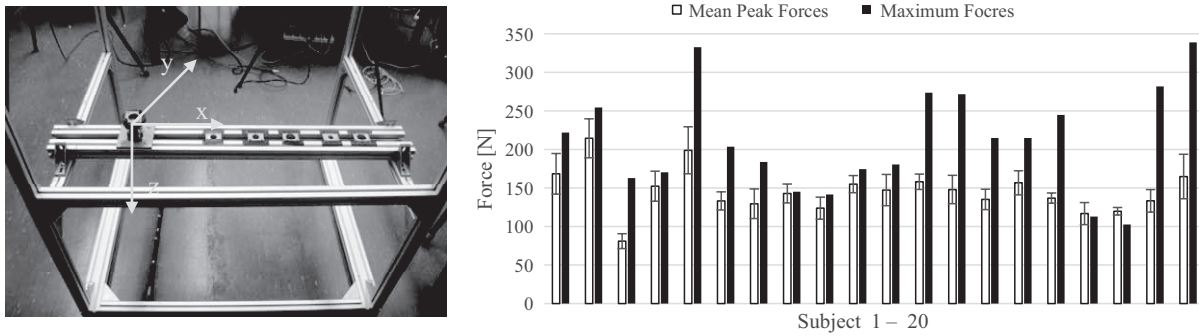 y
x
z
Mean Peak Forces
Maximum Focres
Force [N]
350
300
250
200
150
100
50
0
Subject 1 – 20